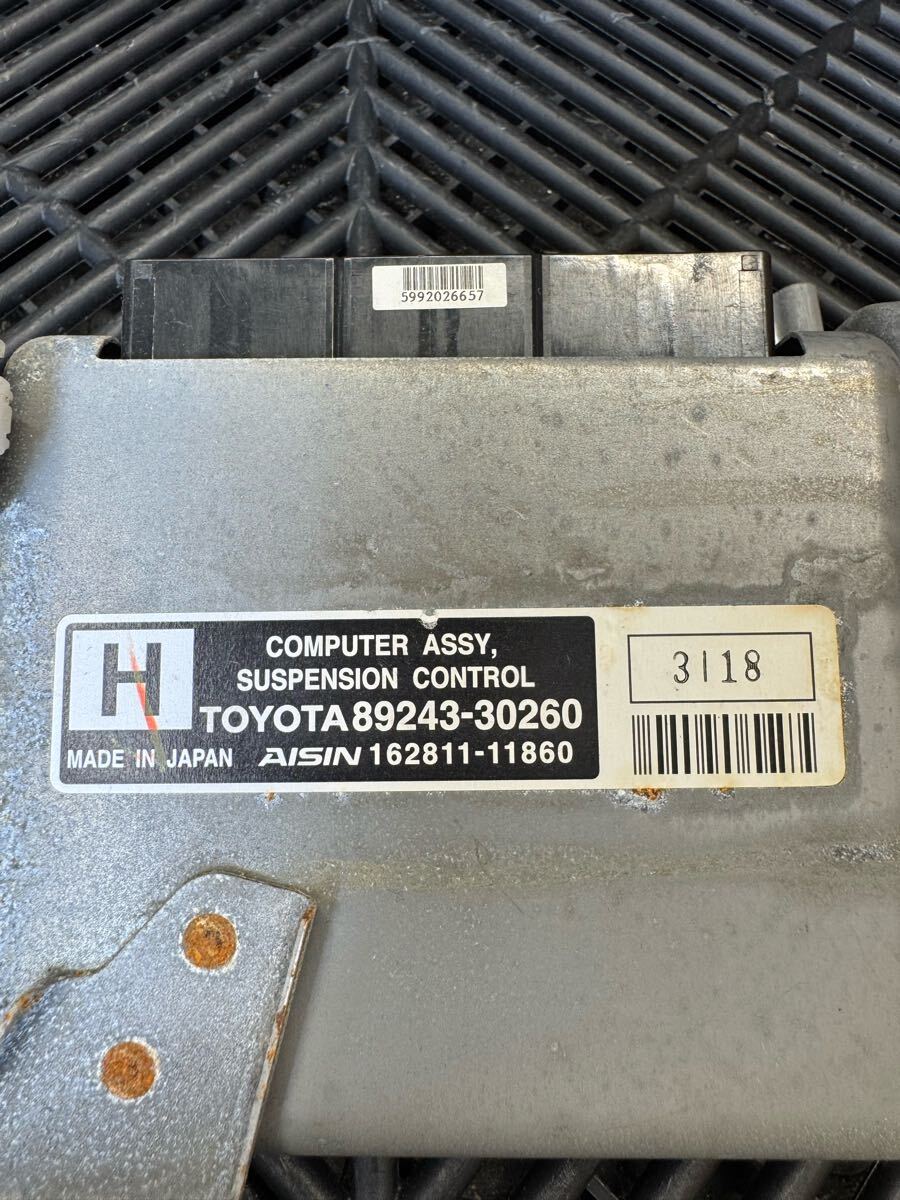 5992026657
H
COMPUTER ASSY,
SUSPENSION CONTROL
TOYOTA 89243-30260
MADE IN JAPAN AISIN 162811-11860
3118